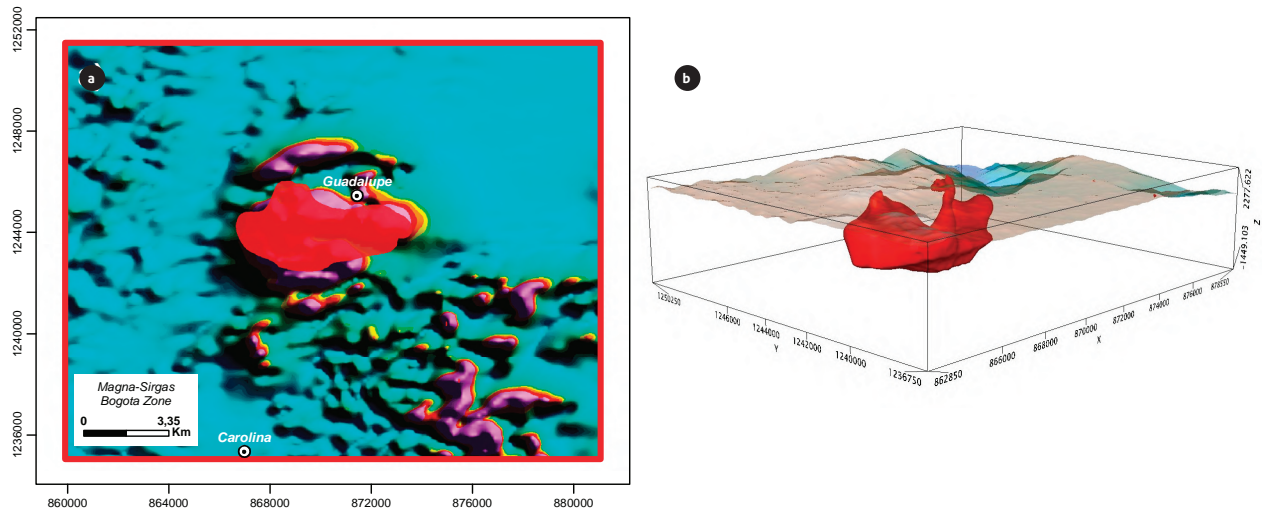 a
1252000
1248000
1244000
1240000
1236000
Guadalupe
Magna-Sirgas
Bogota Zone
0 3,35
Km
Carolina
860000 864000 868000 872000 876000 880000
b
2277.622
Z
-1449.103
1250250
1246000
1244000
1242000
1240000
1236750
Y
862850
866000
868000
870000
872000
874000
876000
878550
X